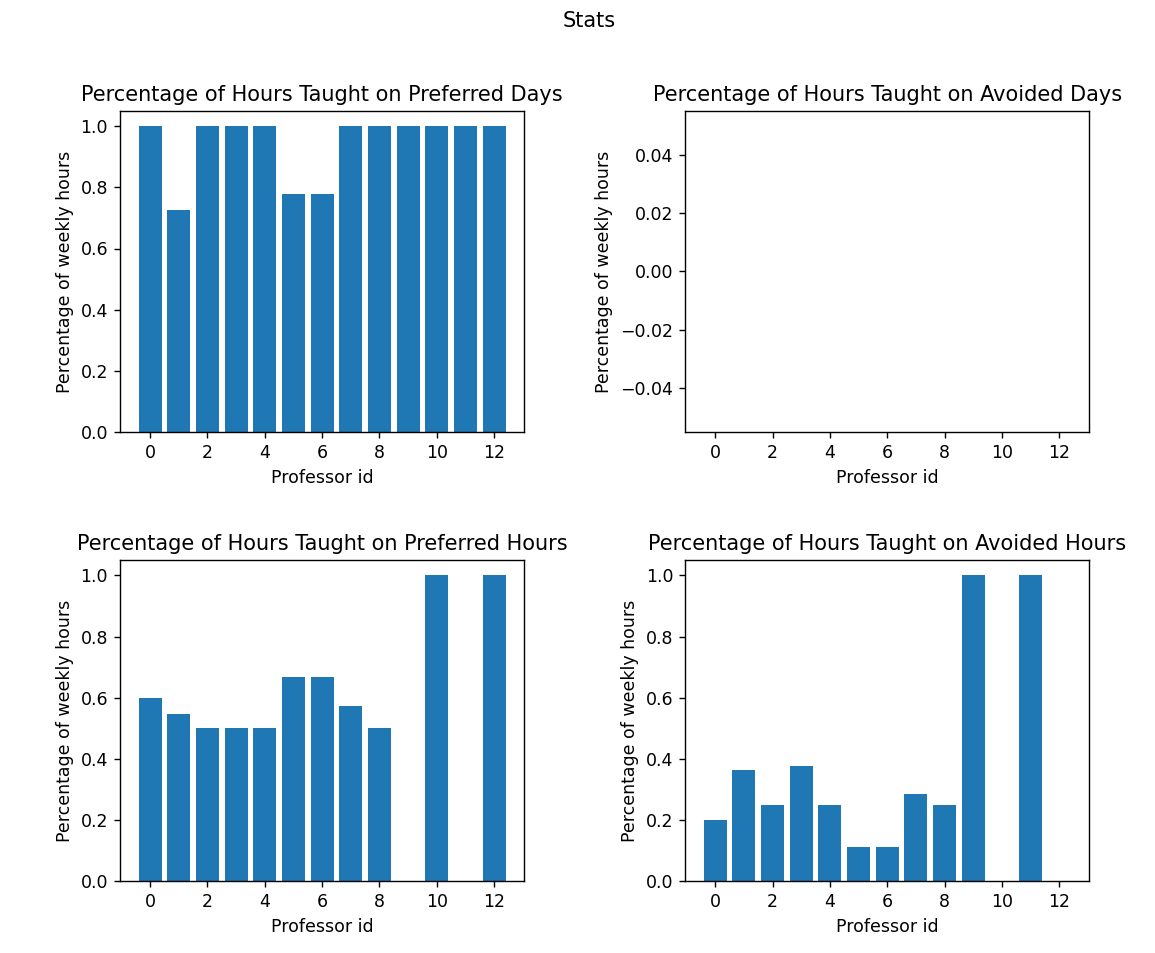 Stats
Percentage of Hours Taught on Preferred Days
Percentage of weekly hours
1.0
0.8
0.6
0.4
0.2
0.0
0 2 4 6 8 10 12
Professor id
Percentage of Hours Taught on Avoided Days
Percentage of weekly hours
0.04
0.02
0.00
−0.02
−0.04
0 2 4 6 8 10 12
Professor id
Percentage of Hours Taught on Preferred Hours
Percentage of weekly hours
1.0
0.8
0.6
0.4
0.2
0.0
0 2 4 6 8 10 12
Professor id
Percentage of Hours Taught on Avoided Hours
Percentage of weekly hours
1.0
0.8
0.6
0.4
0.2
0.0
0 2 4 6 8 10 12
Professor id